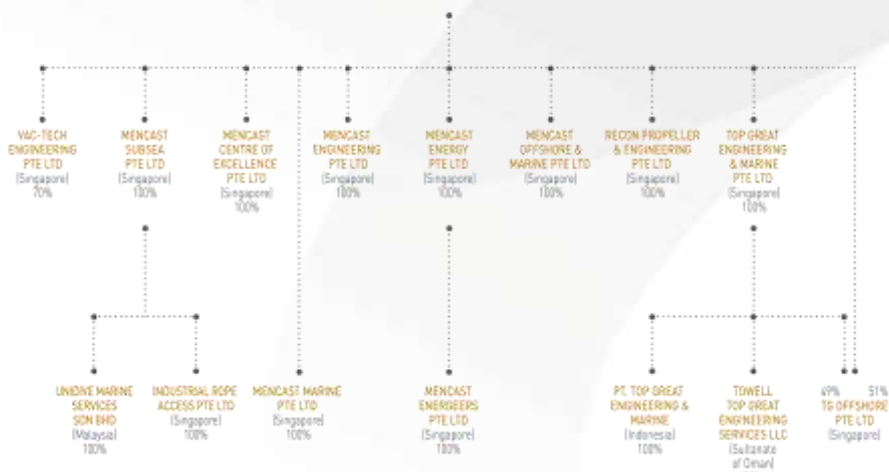 VAC-TECH
ENGINEERING
PTE LTD
(Singapore)
70%
MENCAST
SUBSEA
PTE LTD
(Singapore)
100%
MENCAST
CENTRE OF
EXCELLENCE
PTE LTD
(Singapore)
100%
MENCAST
ENGINEERING
PTE LTD
(Singapore)
100%
MENCAST
ENERGY
PTE LTD
(Singapore)
100%
MENCAST
OFFSHORE &
MARINE PTE LTD
(Singapore)
100%
RECON PROPELLER
& ENGINEERING
PTE LTD
(Singapore)
100%
TOP GREAT
ENGINEERING
& MARINE
PTE LTD
(Singapore)
100%
UNIDIVE MARINE
SERVICES
SDN BHD
(Malaysia)
100%
INDUSTRIAL ROPE
ACCESS PTE LTD
(Singapore)
100%
MENCAST MARINE
PTE LTD
(Singapore)
100%
MENCAST
ENERGEERS
PTE LTD
(Singapore)
100%
PT. TOP GREAT
ENGINEERING &
MARINE
(Indonesia)
100%
TOWELL
TOP GREAT
ENGINEERING
SERVICES LLC
(Sultanate
of Oman)
49% 51%
TG OFFSHORE
PTE LTD
(Singapore)